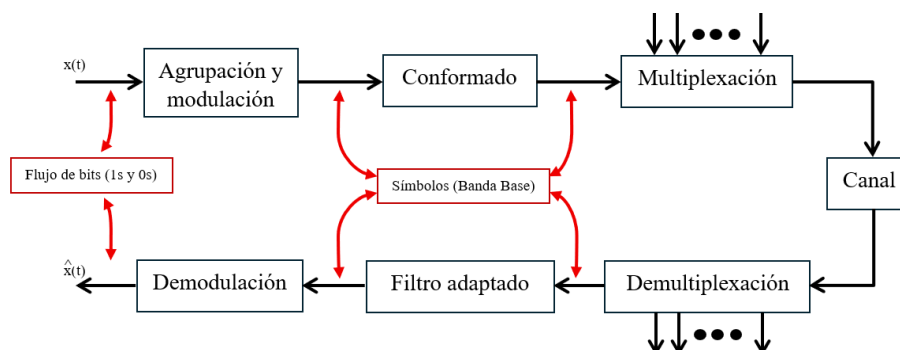 x(t)
Agrupación y
modulación
Conformado
Multiplexación
Flujo de bits (1s y 0s)
Símbolos (Banda Base)
Canal
x̂(t)
Demodulación
Filtro adaptado
Demultiplexación